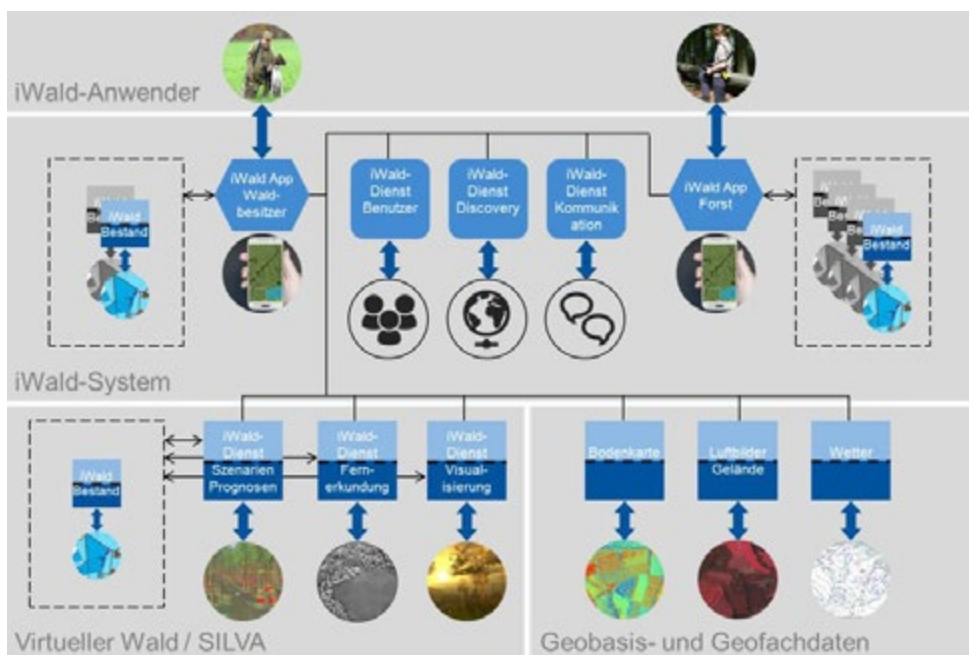 iWald-Anwender
iWald App
Wald-
besitzer
iWald-
Dienst
Benutzer
iWald-
Dienst
Discovery
iWald-
Dienst
Kommunik
ation
iWald App
Forst
iWald
Bestand
iWald
Bestand
iWald-System
iWald
Bestand
iWald-
Dienst
Szenarien
Prognosen
iWald-
Dienst
Fern-
erkundung
iWald-
Dienst
Visual-
isierung
Bodenkarte
Luftbilder
Gelände
Wetter
Virtueller Wald / SILVA
Geobasis- und Geofachdaten